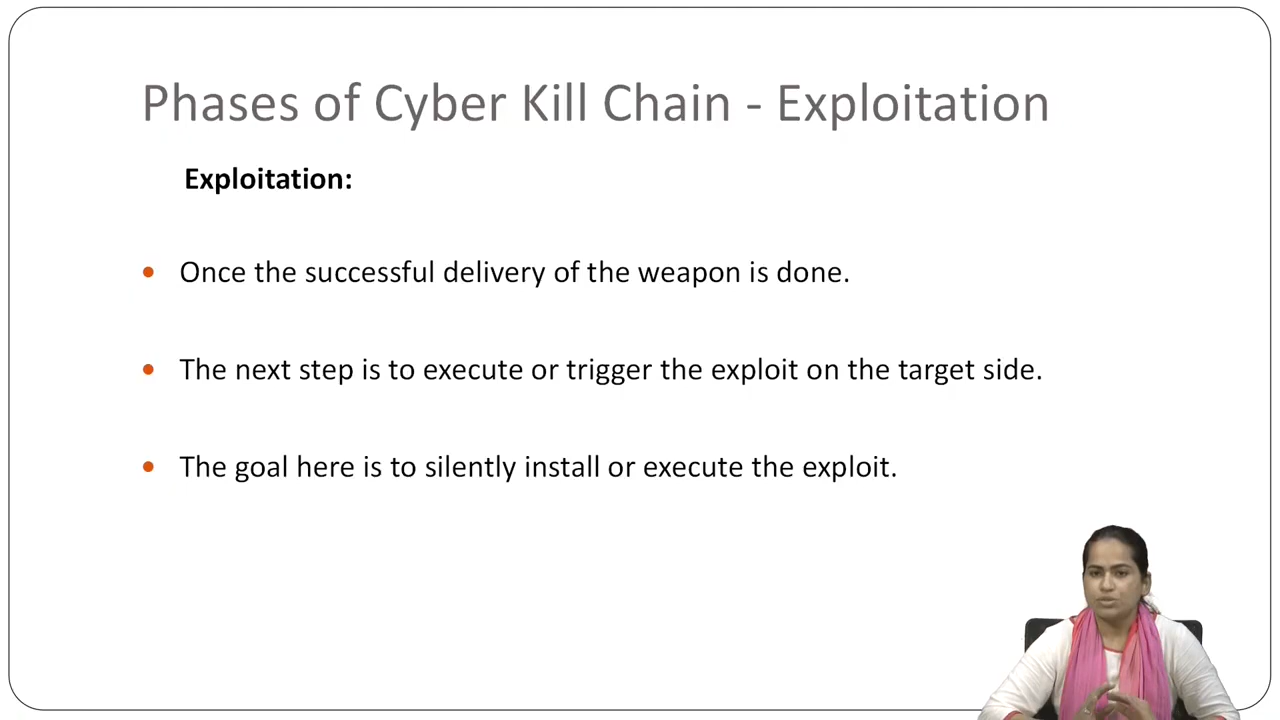 Phases of Cyber Kill Chain - Exploitation
Exploitation:
• Once the successful delivery of the weapon is done.
• The next step is to execute or trigger the exploit on the target side.
• The goal here is to silently install or execute the exploit.